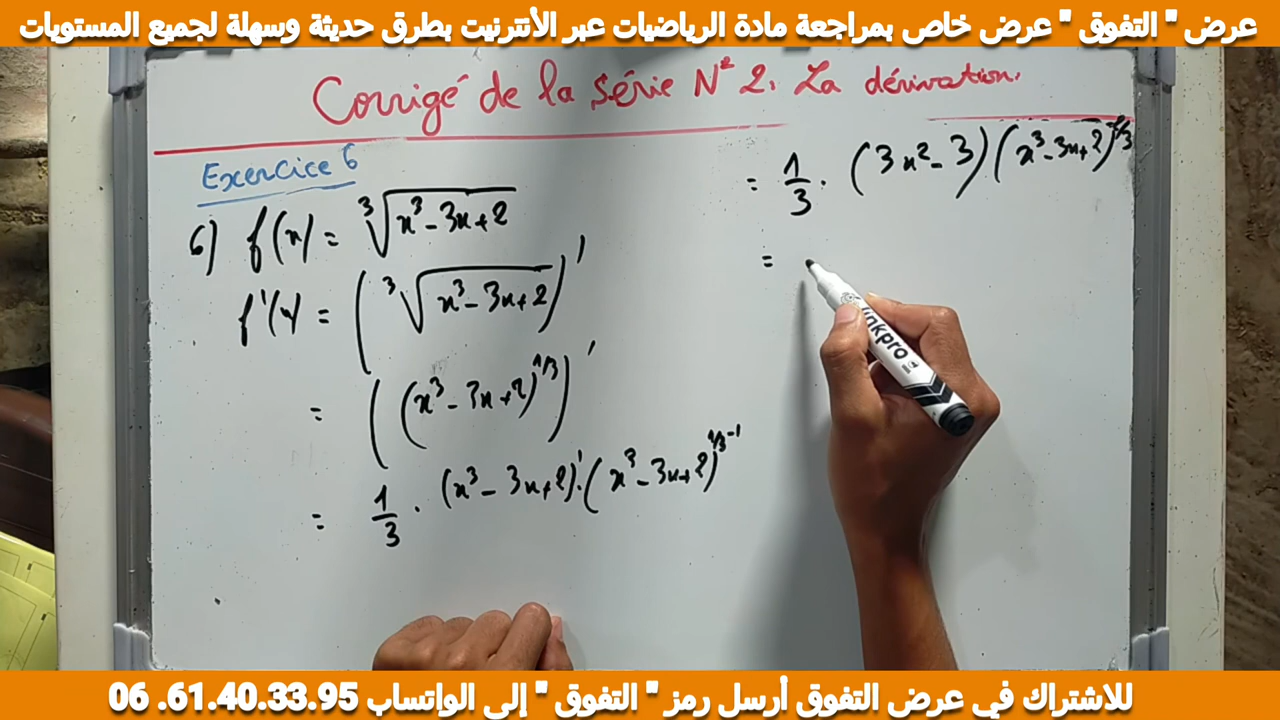 عرض " التفوق " عرض خاص بمراجعة مادة الرياضيات عبر الأنترنيت بطرق حديثة وسهلة لجميع المستويات
Corrigé de la série N° 2. La dérivation.
Exercice 6
6) f(x) = ∛(x³ - 3x + 2)
f'(x) = (∛(x³ - 3x + 2))'
= ((x³ - 3x + 2)^1/3)'
= 1/3 . (x³ - 3x + 2)' . (x³ - 3x + 2)^1/3 - 1
= 1/3 . (3x² - 3)(x³ - 3x + 2)^-2/3
=
inkpro
للاشتراك في عرض التفوق أرسل رمز " التفوق " إلى الواتساب 06.61.40.33.95